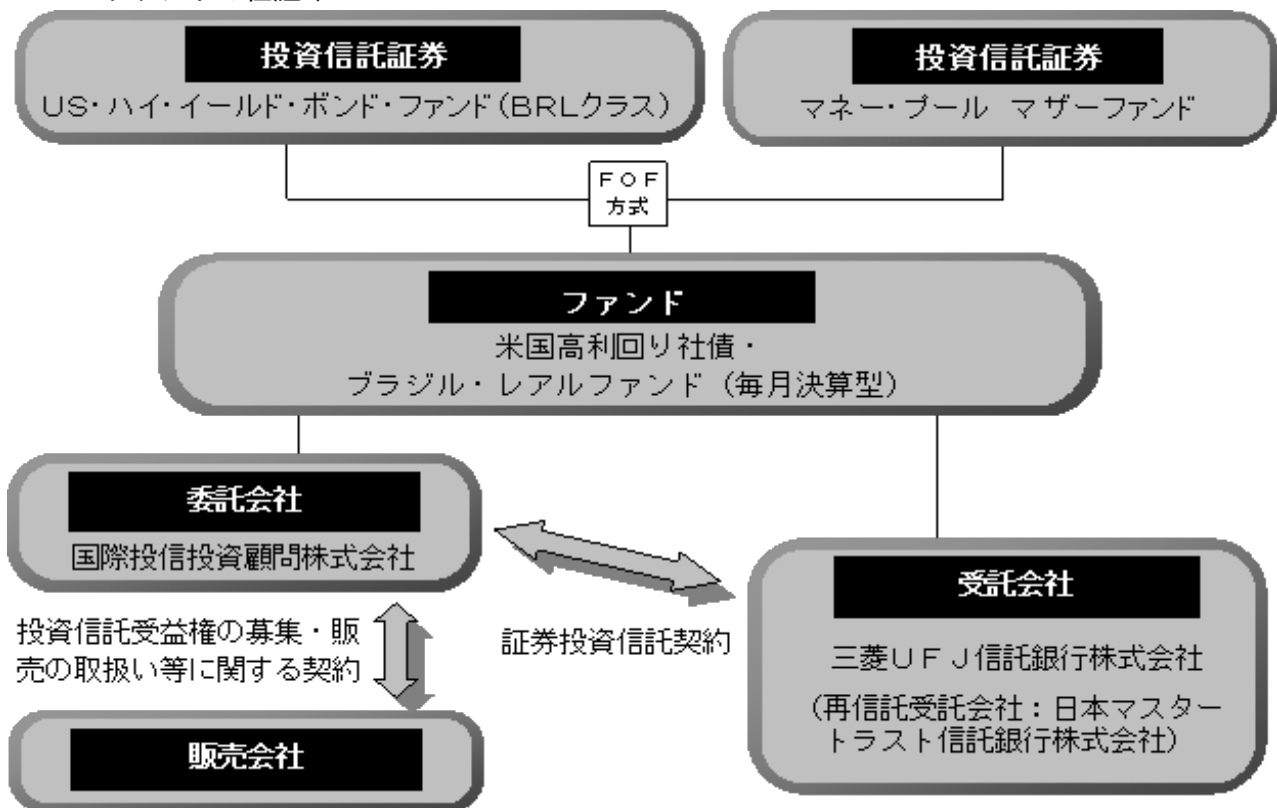 投資信託証券
US・ハイ・イールド・ボンド・ファンド(BRLクラス)
投資信託証券
マネー・プール マザーファンド
FOF
方式
ファンド
米国高利回り社債・
ブラジル・レアルファンド(毎月決算型)
委託会社
国際投信投資顧問株式会社
投資信託受益権の募集・販
売の取扱い等に関する契約
証券投資信託契約
受託会社
三菱UFJ信託銀行株式会社
(再信託受託会社:日本マスター
トラスト信託銀行株式会社)
販売会社